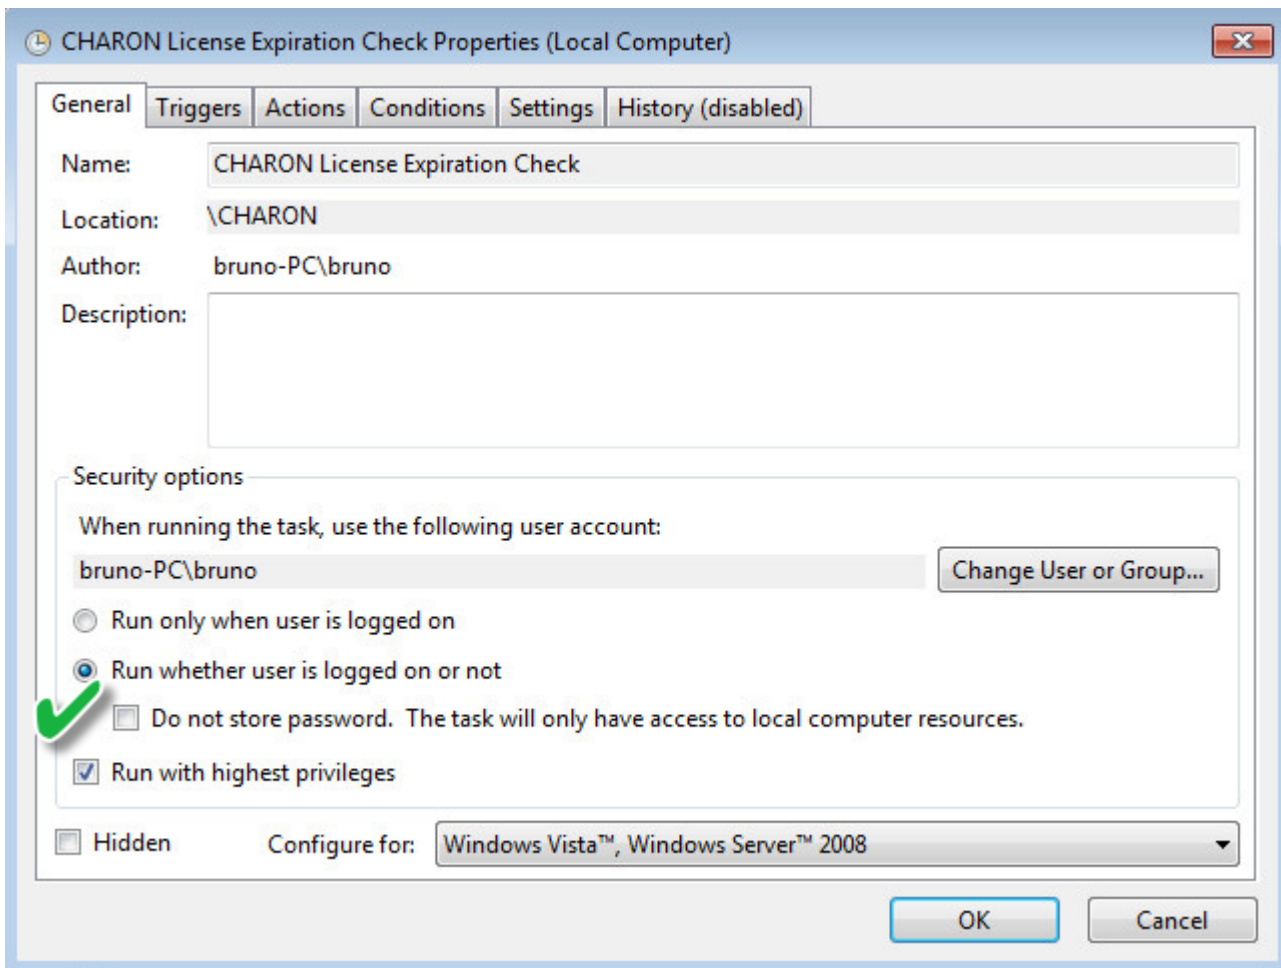 CHARON License Expiration Check Properties (Local Computer)
General Triggers Actions Conditions Settings History (disabled)
Name: CHARON License Expiration Check
Location: \CHARON
Author: bruno-PC\bruno
Description:
Security options
When running the task, use the following user account:
bruno-PC\bruno Change User or Group...
Run only when user is logged on
Run whether user is logged on or not
Do not store password. The task will only have access to local computer resources.
Run with highest privileges
Hidden Configure for: Windows Vista™, Windows Server™ 2008
OK Cancel